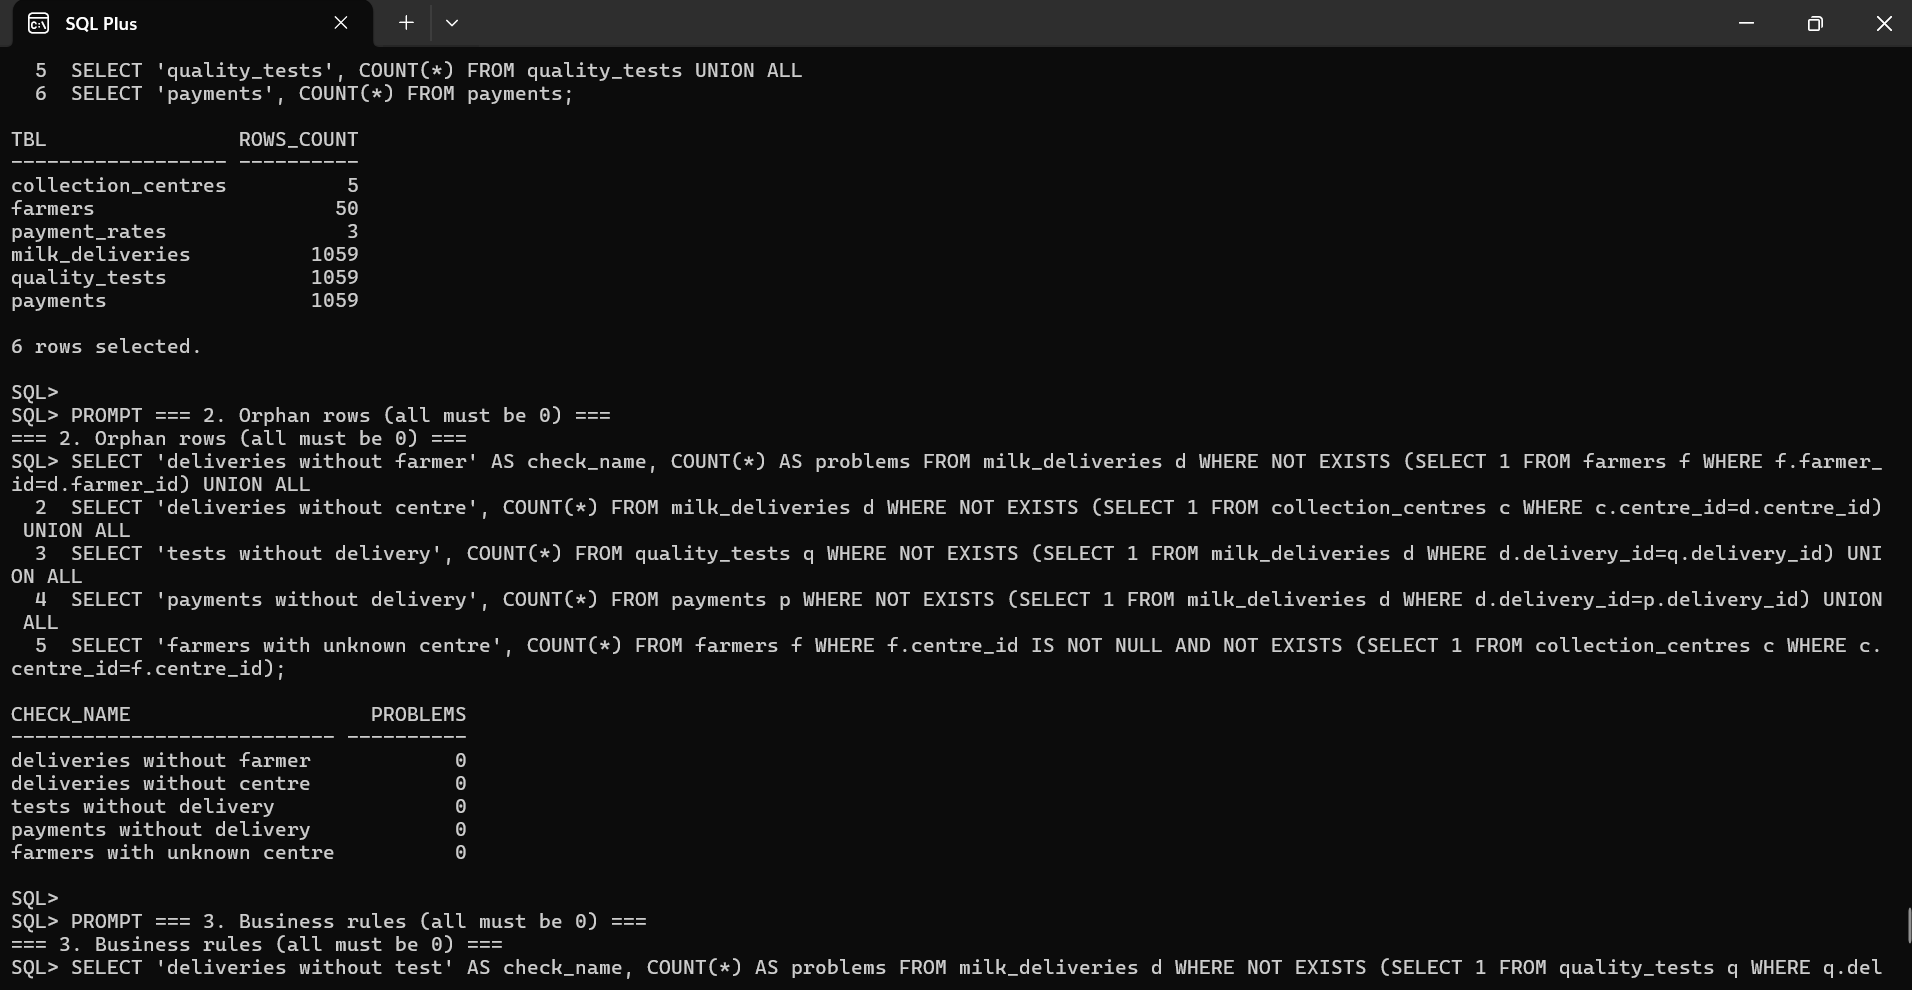 SQL Plus
  5  SELECT 'quality_tests', COUNT(*) FROM quality_tests UNION ALL
  6  SELECT 'payments', COUNT(*) FROM payments;

TBL                ROWS_COUNT
------------------ ----------
collection_centres          5
farmers                    50
payment_rates               3
milk_deliveries          1059
quality_tests            1059
payments                 1059

6 rows selected.

SQL>
SQL> PROMPT === 2. Orphan rows (all must be 0) ===
=== 2. Orphan rows (all must be 0) ===
SQL> SELECT 'deliveries without farmer' AS check_name, COUNT(*) AS problems FROM milk_deliveries d WHERE NOT EXISTS (SELECT 1 FROM farmers f WHERE f.farmer_
id=d.farmer_id) UNION ALL
  2  SELECT 'deliveries without centre', COUNT(*) FROM milk_deliveries d WHERE NOT EXISTS (SELECT 1 FROM collection_centres c WHERE c.centre_id=d.centre_id)
 UNION ALL
  3  SELECT 'tests without delivery', COUNT(*) FROM quality_tests q WHERE NOT EXISTS (SELECT 1 FROM milk_deliveries d WHERE d.delivery_id=q.delivery_id) UNI
ON ALL
  4  SELECT 'payments without delivery', COUNT(*) FROM payments p WHERE NOT EXISTS (SELECT 1 FROM milk_deliveries d WHERE d.delivery_id=p.delivery_id) UNION
 ALL
  5  SELECT 'farmers with unknown centre', COUNT(*) FROM farmers f WHERE f.centre_id IS NOT NULL AND NOT EXISTS (SELECT 1 FROM collection_centres c WHERE c.
centre_id=f.centre_id);

CHECK_NAME                    PROBLEMS
--------------------------- ----------
deliveries without farmer            0
deliveries without centre            0
tests without delivery               0
payments without delivery            0
farmers with unknown centre          0

SQL>
SQL> PROMPT === 3. Business rules (all must be 0) ===
=== 3. Business rules (all must be 0) ===
SQL> SELECT 'deliveries without test' AS check_name, COUNT(*) AS problems FROM milk_deliveries d WHERE NOT EXISTS (SELECT 1 FROM quality_tests q WHERE q.del